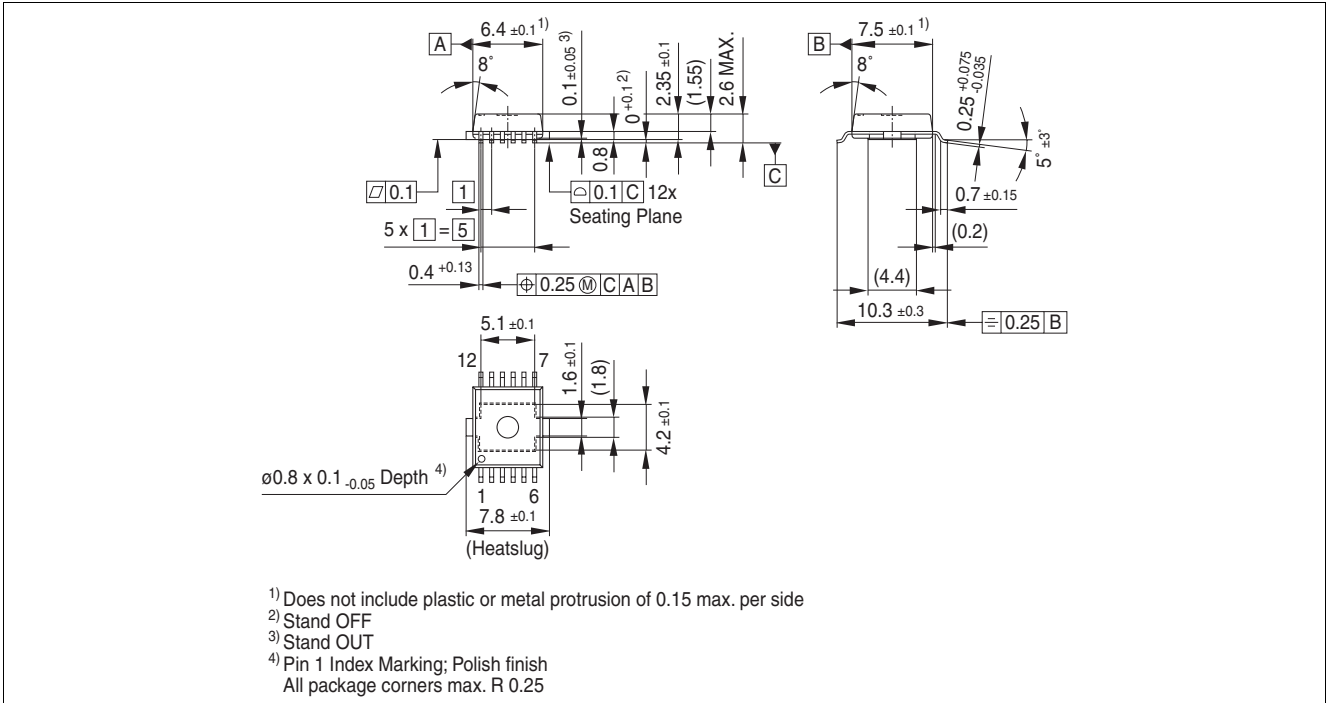 A
6.4 ±0.1 1)
8°
0.1 ±0.05 3)
0 +0.1 2)
2.35 ±0.1
(1.55)
2.6 MAX.
0.8
C
⏥ 0.1
1
⌓ 0.1 C 12x
Seating Plane
5 x 1 = 5
0.4 +0.13
⌖ 0.25 Ⓜ C A B
B
7.5 ±0.1 1)
8°
0.25 +0.075 -0.035
5° ±3°
0.7 ±0.15
(0.2)
(4.4)
10.3 ±0.3
⌯ 0.25 B
5.1 ±0.1
12 7
1.6 ±0.1
(1.8)
4.2 ±0.1
ø0.8 x 0.1 -0.05 Depth 4)
1 6
7.8 ±0.1
(Heatslug)
1) Does not include plastic or metal protrusion of 0.15 max. per side
2) Stand OFF
3) Stand OUT
4) Pin 1 Index Marking; Polish finish
All package corners max. R 0.25